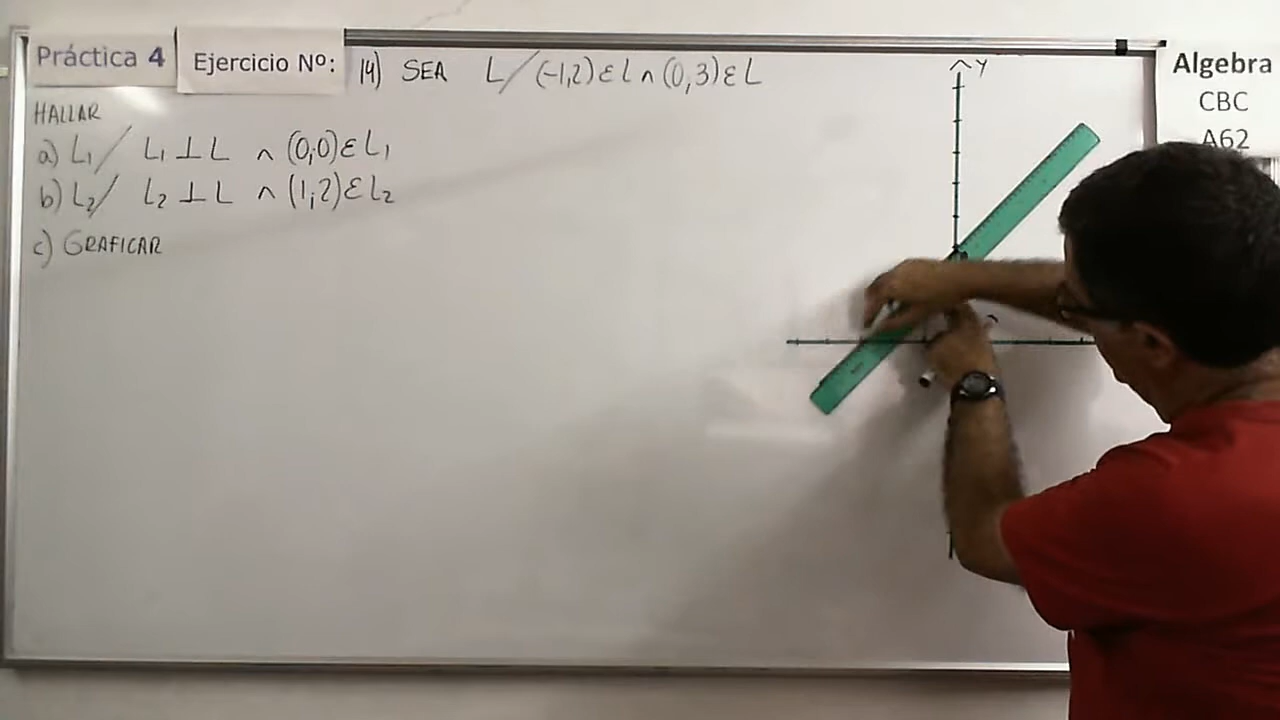 Práctica 4
Ejercicio Nº:
14) SEA L/(-1,2) ε L ∧ (0,3) ε L
HALLAR
a) L₁/ L₁ ⊥ L ∧ (0,0) ε L₁
b) L₂/ L₂ ⊥ L ∧ (1,2) ε L₂
c) GRAFICAR
Y
Algebra
CBC
A62